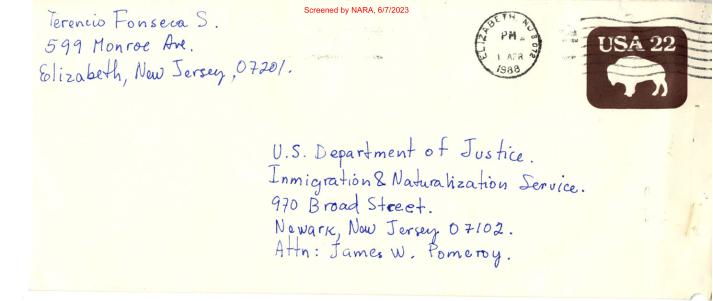 Screened by NARA, 6/7/2023
Terencio Fonseca S.
599 Monroe Ave.
Elizabeth, New Jersey, 07201.
ELIZABETH NJ 072
PM
1 APR
1988
USA 22
U.S. Department of Justice.
Inmigration & Naturalization Service.
970 Broad Street.
Newark, New Jersey 07102.
Attn: James W. Pomeroy.